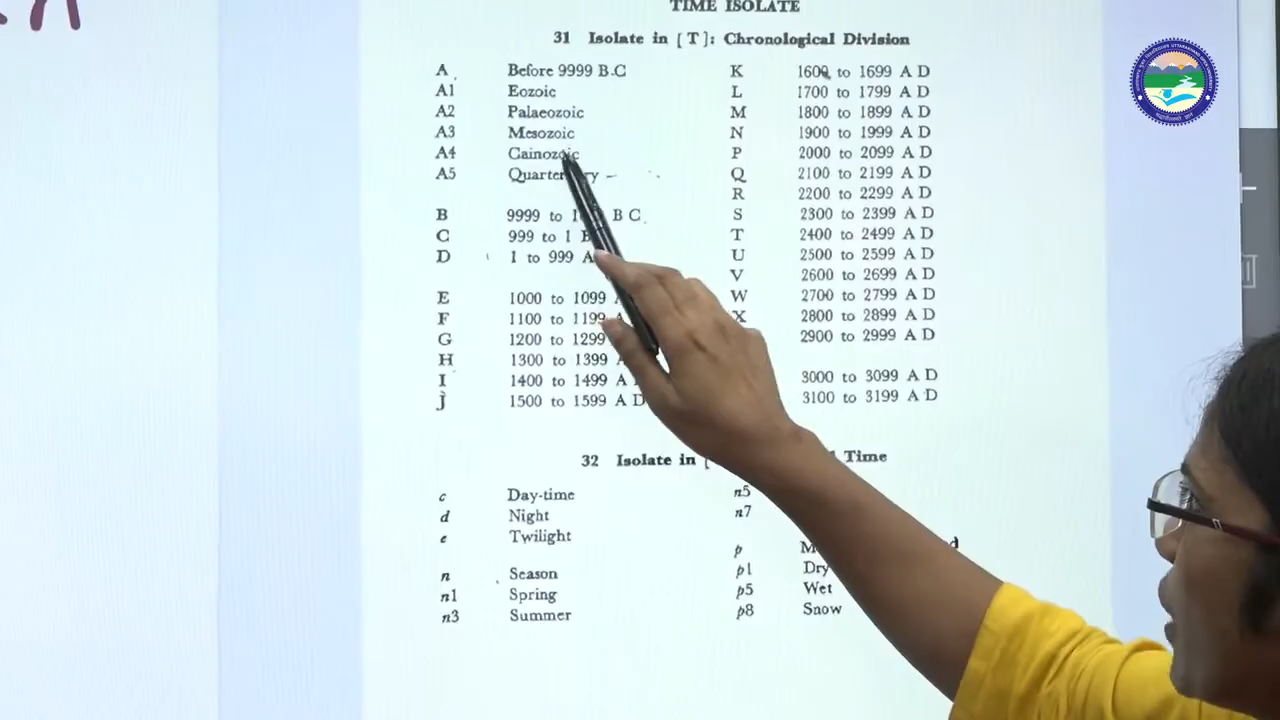 TIME ISOLATE
31 Isolate in [T]: Chronological Division
A Before 9999 B.C
A1 Eozoic
A2 Palaeozoic
A3 Mesozoic
A4 Cainozoic
A5
B 9999 to B C
C 999 to 1
D 1 to 999
E 1000 to 1099
F 1100 to 1199
G 1200 to 1299
H 1300 to 1399
I 1400 to 1499 A
J 1500 to 1599 A D
K 1600 to 1699 A D
L 1700 to 1799 A D
M 1800 to 1899 A D
N 1900 to 1999 A D
P 2000 to 2099 A D
Q 2100 to 2199 A D
R 2200 to 2299 A D
S 2300 to 2399 A D
T 2400 to 2499 A D
U 2500 to 2599 A D
V 2600 to 2699 A D
W 2700 to 2799 A D
X 2800 to 2899 A D
2900 to 2999 A D
3000 to 3099 A D
3100 to 3199 A D
32 Isolate in [ Time
c Day-time
d Night
e Twilight
n Season
n1 Spring
n3 Summer
n5
n7
p
p1 Dry
p5 Wet
p8 Snow